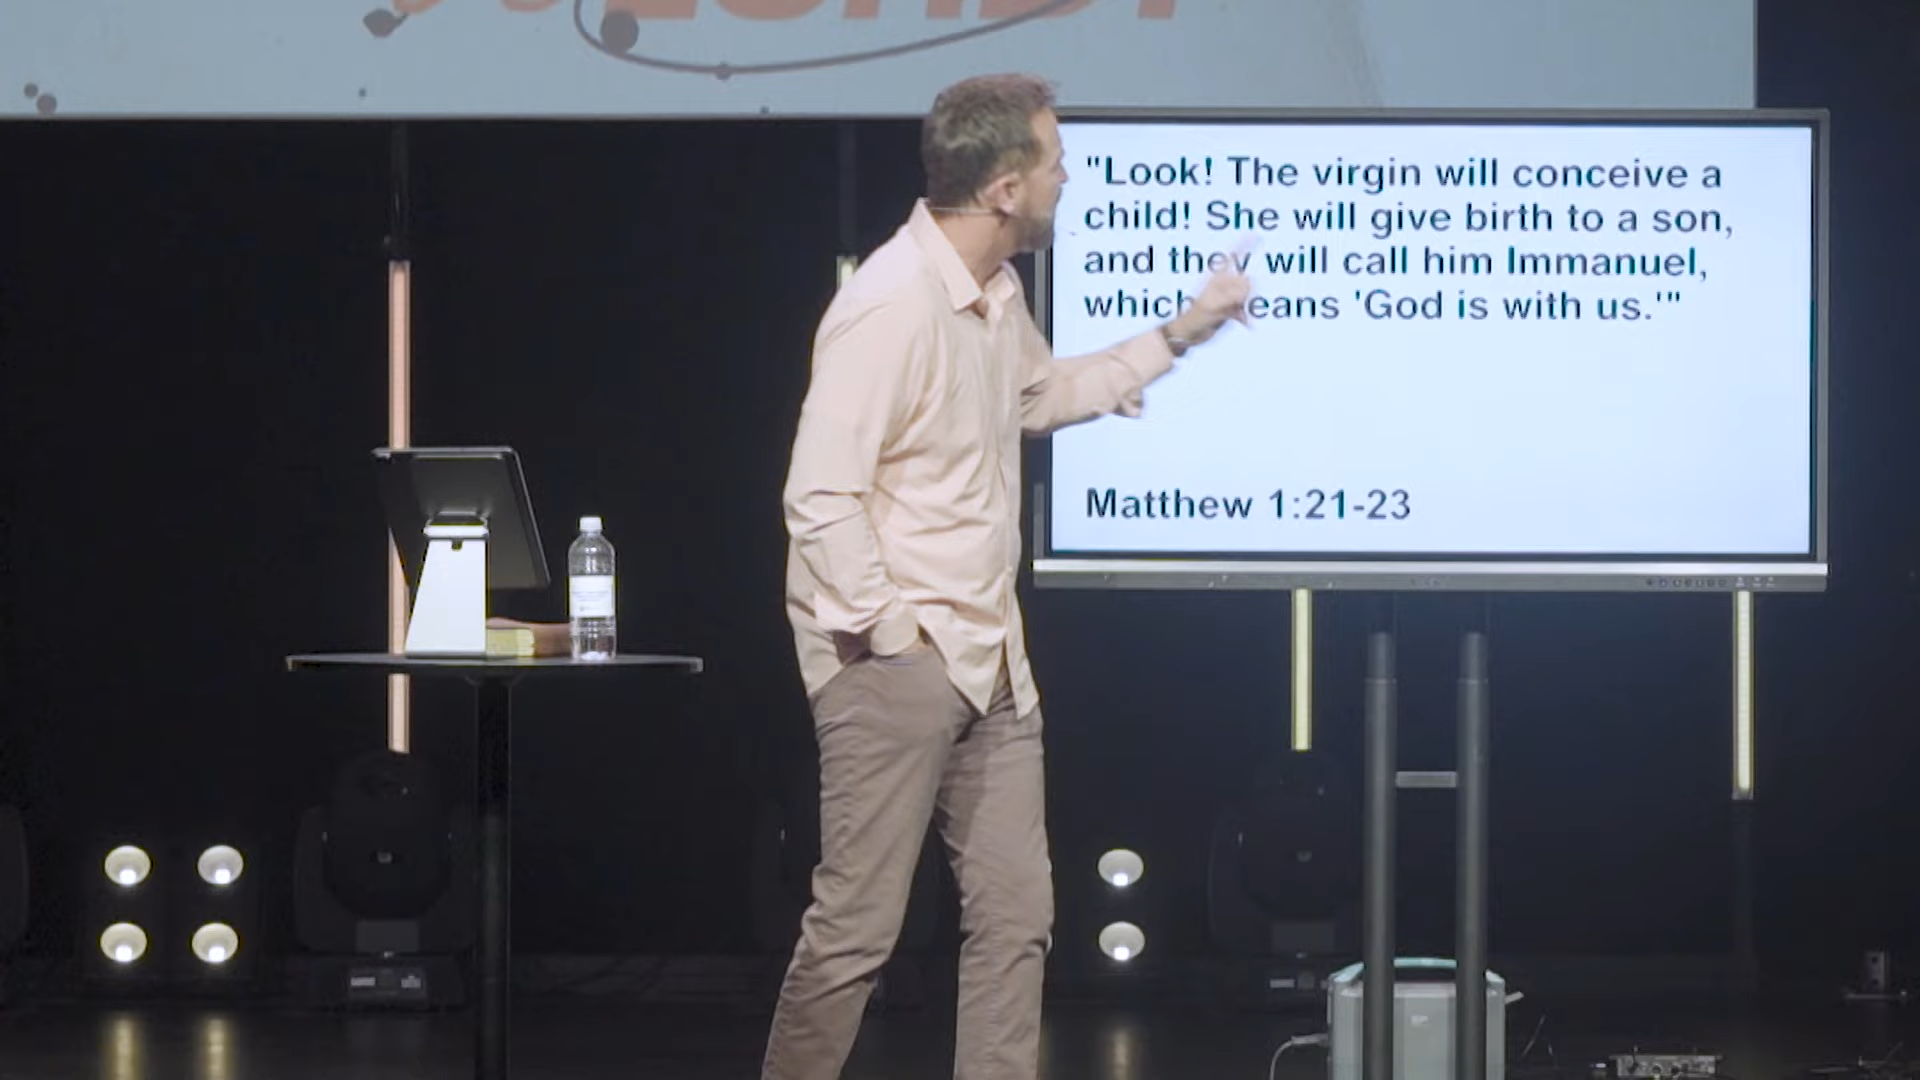 "Look! The virgin will conceive a
child! She will give birth to a son,
and they will call him Immanuel,
which means 'God is with us.'"
Matthew 1:21-23